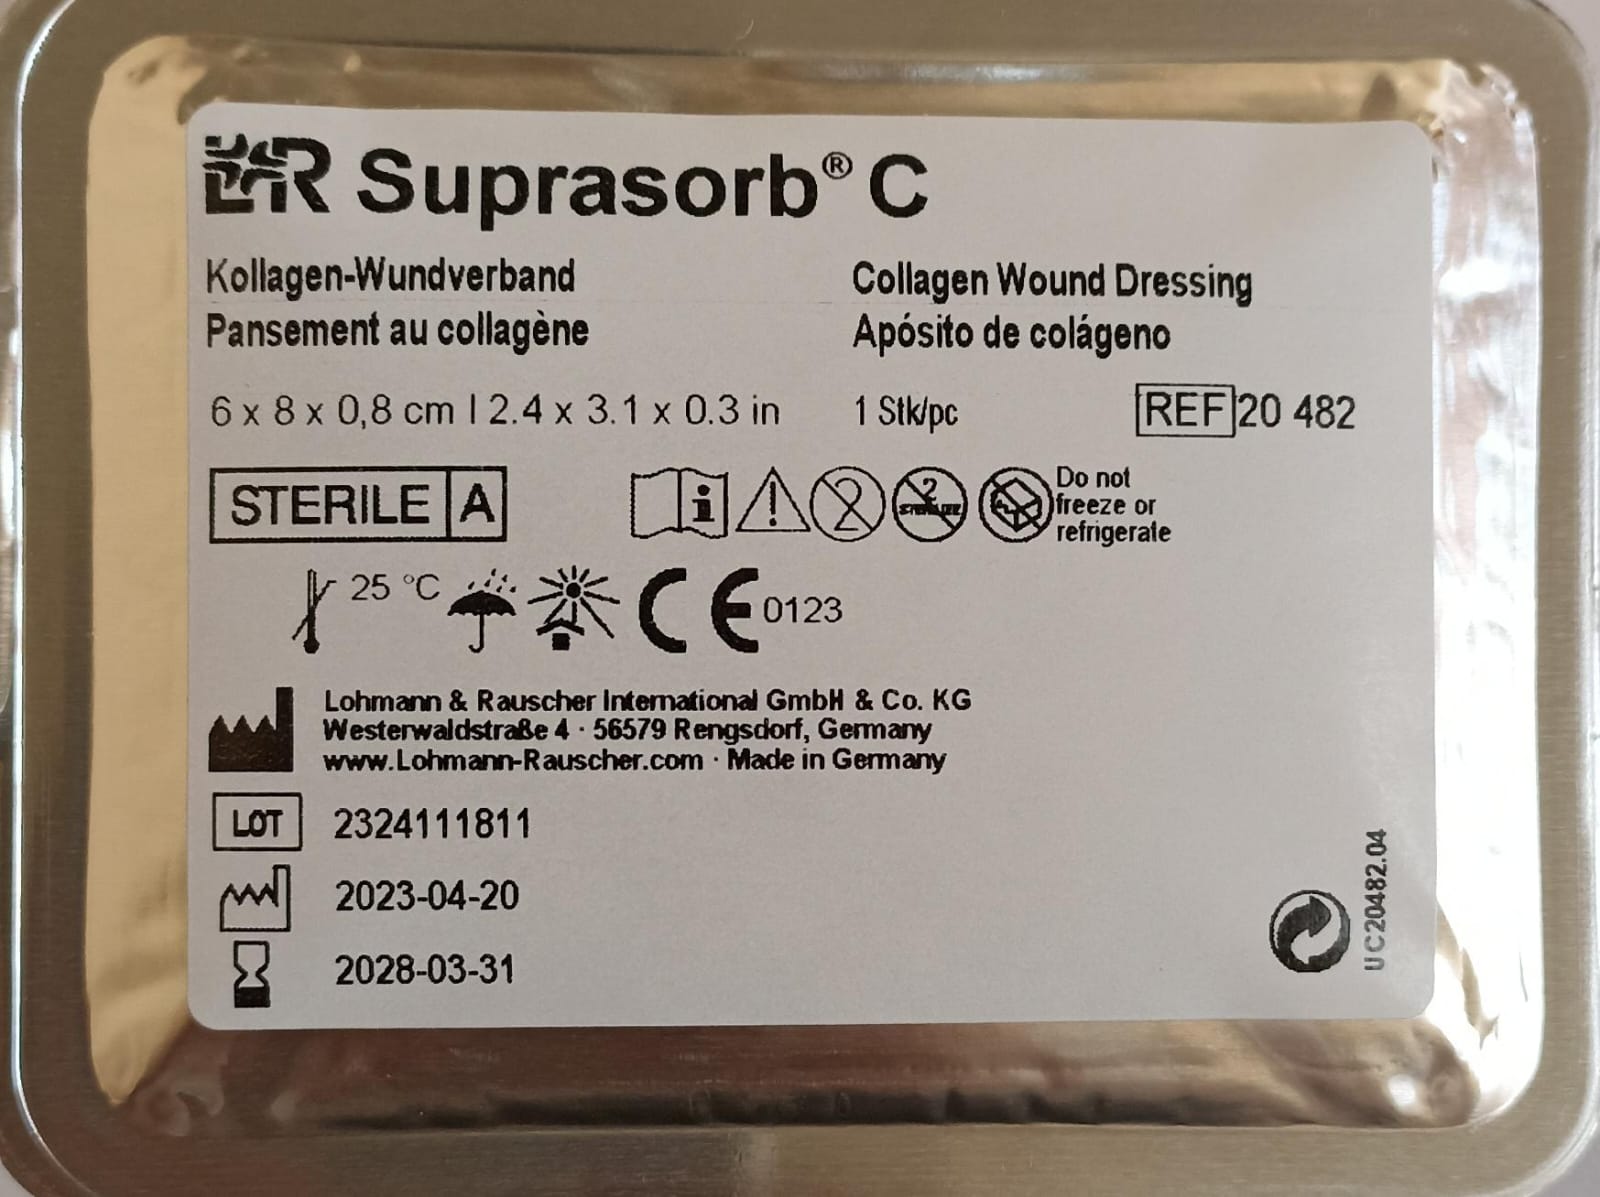 L&R Suprasorb® C
Kollagen-Wundverband
Collagen Wound Dressing
Pansement au collagène
Apósito de colágeno
6 x 8 x 0,8 cm | 2.4 x 3.1 x 0.3 in
1 Stk/pc
REF 20 482
STERILE A
2
2
STERILIZE
Do not
freeze or
refrigerate
25 °C
CE 0123
Lohmann & Rauscher International GmbH & Co. KG
Westerwaldstraße 4 · 56579 Rengsdorf, Germany
www.Lohmann-Rauscher.com · Made in Germany
LOT 2324111811
2023-04-20
2028-03-31
UC20482.04